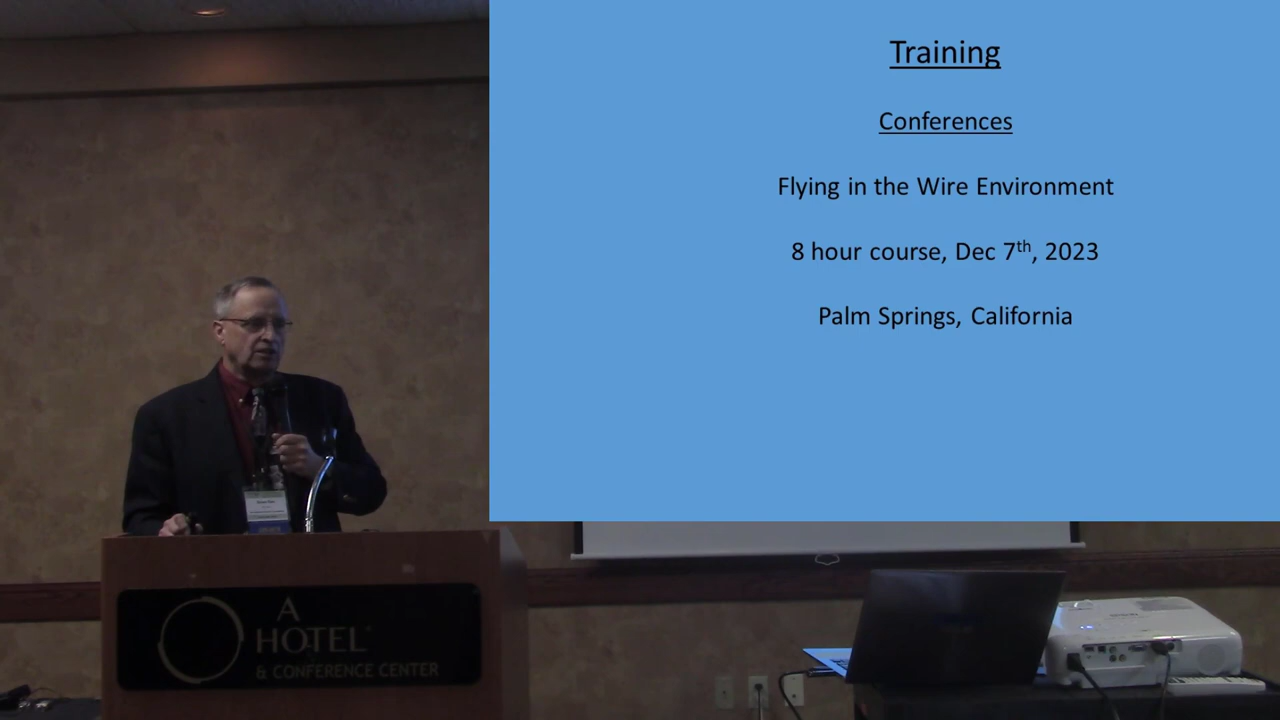 Training
Conferences
Flying in the Wire Environment
8 hour course, Dec 7th, 2023
Palm Springs, California
A
HOTEL
& CONFERENCE CENTER